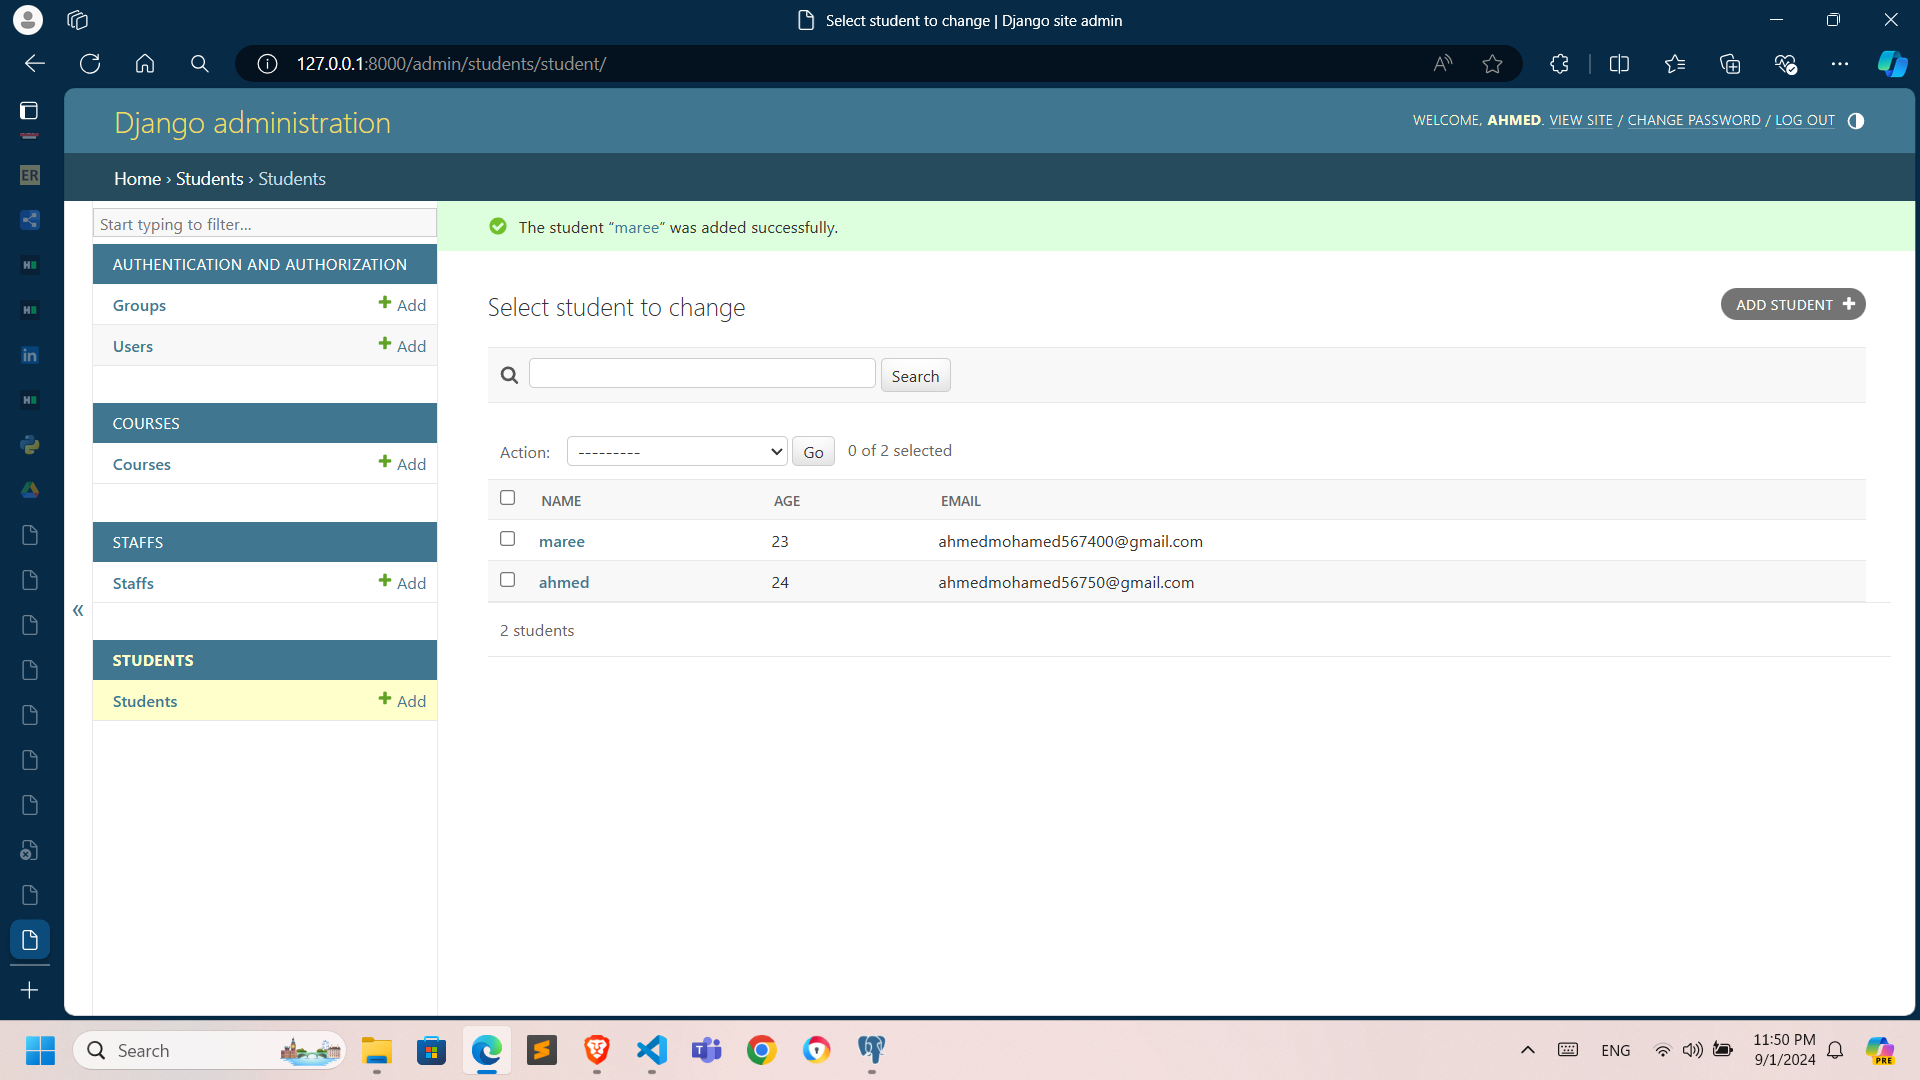 Select student to change | Django site admin
127.0.0.1:8000/admin/students/student/
Django administration
WELCOME, AHMED. VIEW SITE / CHANGE PASSWORD / LOG OUT
Home › Students › Students
Start typing to filter...
The student “maree” was added successfully.
AUTHENTICATION AND AUTHORIZATION
Groups Add
Users Add
COURSES
Courses Add
STAFFS
Staffs Add
STUDENTS
Students Add
Select student to change
ADD STUDENT
Search
Action: --------- Go 0 of 2 selected
NAME AGE EMAIL
maree 23 ahmedmohamed567400@gmail.com
ahmed 24 ahmedmohamed56750@gmail.com
2 students
ER
in
Search
ENG
11:50 PM
9/1/2024
PRE